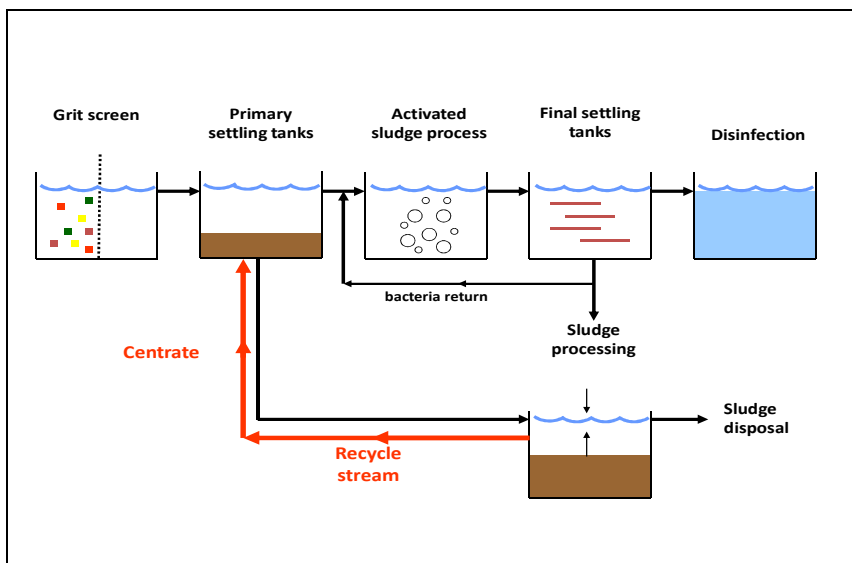 Grit screen
Primary
settling tanks
Activated
sludge process
Final settling
tanks
Disinfection
bacteria return
Sludge
processing
Centrate
Recycle
stream
Sludge
disposal